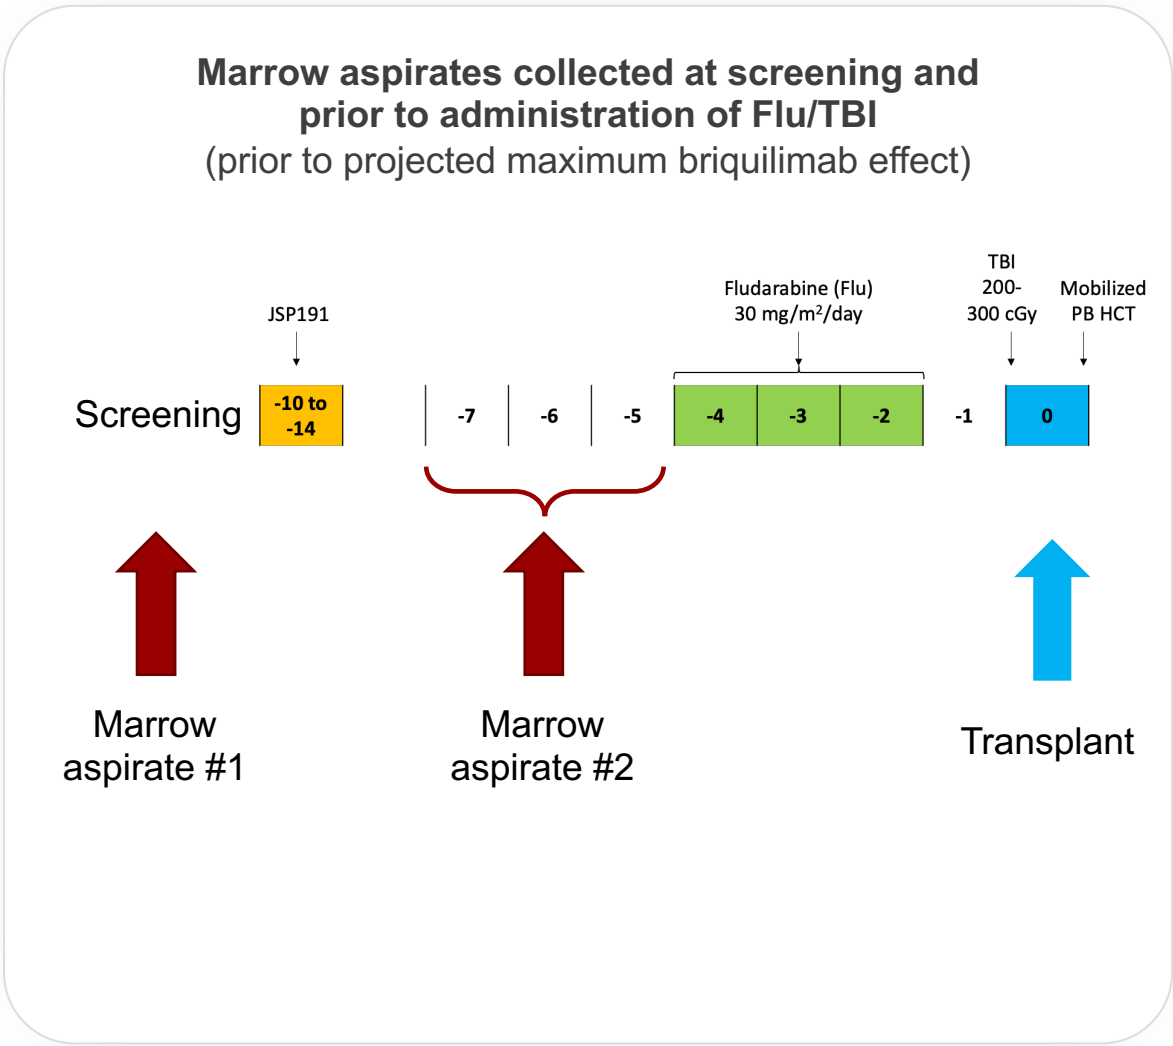 Marrow aspirates collected at screening and
prior to administration of Flu/TBI
(prior to projected maximum briquilimab effect)
JSP191
Fludarabine (Flu)
30 mg/m²/day
TBI
200-
300 cGy
Mobilized
PB HCT
Screening
-10 to
-14
-7
-6
-5
-4
-3
-2
-1
0
Marrow
aspirate #1
Marrow
aspirate #2
Transplant